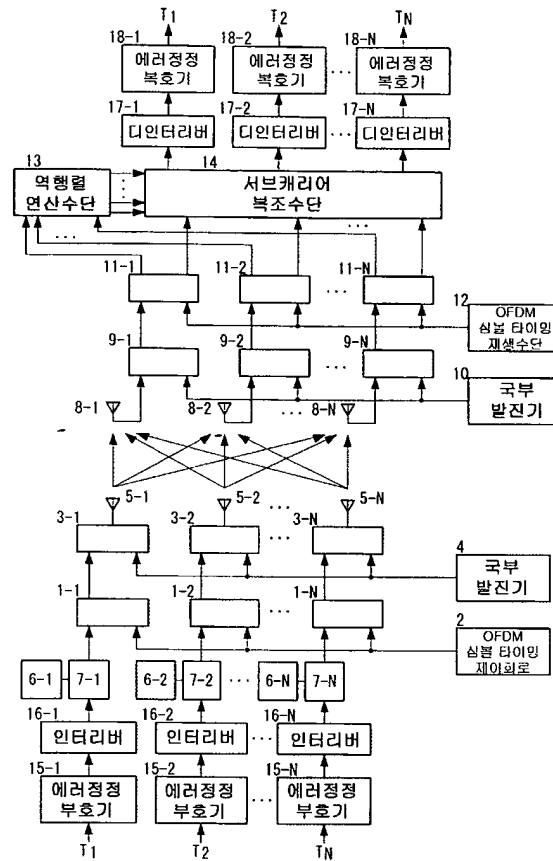 T1 T2 TN
18-1 18-2 18-N
에러정정 에러정정 에러정정
복호기 복호기 ... 복호기
17-1 17-2 17-N
디인터리버 디인터리버 ... 디인터리버
13 14
역행렬 서브캐리어
연산수단 복조수단
... ...
11-1 11-2 11-N
... 12
OFDM
심볼 타이밍
재생수단
9-1 9-2 9-N
... 10
국부
발진기
8-1 8-2 ... 8-N
5-1 5-2 ... 5-N
3-1 3-2 ... 3-N
4
국부
발진기
1-1 1-2 ... 1-N
2
OFDM
심볼 타이밍
제어회로
6-1 7-1 6-2 7-2 ... 6-N 7-N
16-1 16-2 16-N
인터리버 인터리버 ... 인터리버
15-1 15-2 15-N
에러정정 에러정정 에러정정
부호기 부호기 ... 부호기
T1 T2 TN